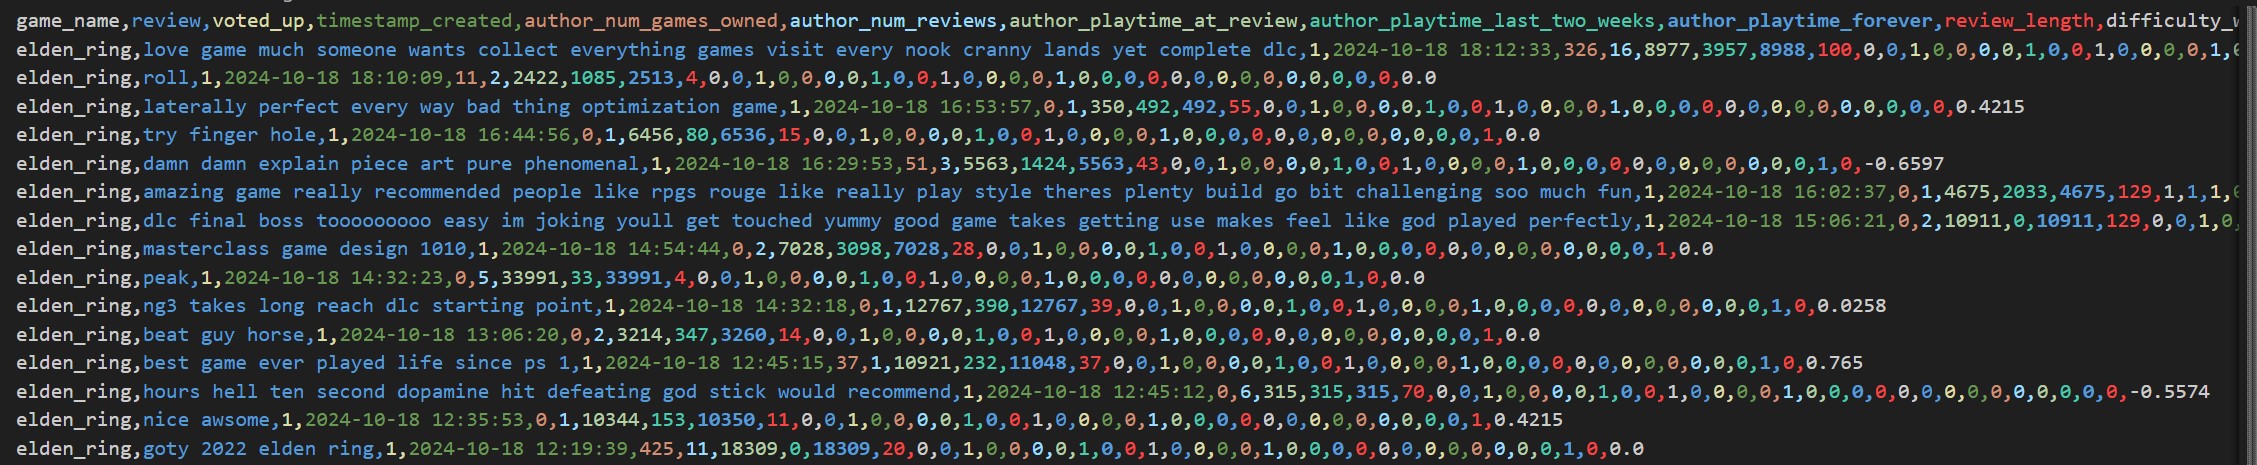 game_name,review,voted_up,timestamp_created,author_num_games_owned,author_num_reviews,author_playtime_at_review,author_playtime_last_two_weeks,author_playtime_forever,review_length,difficulty_w
elden_ring,love game much someone wants collect everything games visit every nook cranny lands yet complete dlc,1,2024-10-18 18:12:33,326,16,8977,3957,8988,100,0,0,1,0,0,0,0,1,0,0,1,0,0,0,0,1,0
elden_ring,roll,1,2024-10-18 18:10:09,11,2,2422,1085,2513,4,0,0,1,0,0,0,0,1,0,0,1,0,0,0,0,1,0,0,0,0,0,0,0,0,0,0,0,0,0,0,0.0
elden_ring,laterally perfect every way bad thing optimization game,1,2024-10-18 16:53:57,0,1,350,492,492,55,0,0,1,0,0,0,0,1,0,0,1,0,0,0,0,1,0,0,0,0,0,0,0,0,0,0,0,0,0,0,0.4215
elden_ring,try finger hole,1,2024-10-18 16:44:56,0,1,6456,80,6536,15,0,0,1,0,0,0,0,1,0,0,1,0,0,0,0,1,0,0,0,0,0,0,0,0,0,0,0,0,0,1,0.0
elden_ring,damn damn explain piece art pure phenomenal,1,2024-10-18 16:29:53,51,3,5563,1424,5563,43,0,0,1,0,0,0,0,1,0,0,1,0,0,0,0,1,0,0,0,0,0,0,0,0,0,0,0,0,1,0,-0.6597
elden_ring,amazing game really recommended people like rpgs rouge like really play style theres plenty build go bit challenging soo much fun,1,2024-10-18 16:02:37,0,1,4675,2033,4675,129,1,1,1,0
elden_ring,dlc final boss tooooooooo easy im joking youll get touched yummy good game takes getting use makes feel like god played perfectly,1,2024-10-18 15:06:21,0,2,10911,0,10911,129,0,0,1,0,
elden_ring,masterclass game design 1010,1,2024-10-18 14:54:44,0,2,7028,3098,7028,28,0,0,1,0,0,0,0,1,0,0,1,0,0,0,0,1,0,0,0,0,0,0,0,0,0,0,0,0,0,1,0.0
elden_ring,peak,1,2024-10-18 14:32:23,0,5,33991,33,33991,4,0,0,1,0,0,0,0,1,0,0,1,0,0,0,0,1,0,0,0,0,0,0,0,0,0,0,0,0,1,0,0.0
elden_ring,ng3 takes long reach dlc starting point,1,2024-10-18 14:32:18,0,1,12767,390,12767,39,0,0,1,0,0,0,0,1,0,0,1,0,0,0,0,1,0,0,0,0,0,0,0,0,0,0,0,0,1,0,0.0258
elden_ring,beat guy horse,1,2024-10-18 13:06:20,0,2,3214,347,3260,14,0,0,1,0,0,0,0,1,0,0,1,0,0,0,0,1,0,0,0,0,0,0,0,0,0,0,0,0,0,1,0.0
elden_ring,best game ever played life since ps 1,1,2024-10-18 12:45:15,37,1,10921,232,11048,37,0,0,1,0,0,0,0,1,0,0,1,0,0,0,0,1,0,0,0,0,0,0,0,0,0,0,0,0,1,0,0.765
elden_ring,hours hell ten second dopamine hit defeating god stick would recommend,1,2024-10-18 12:45:12,0,6,315,315,315,70,0,0,1,0,0,0,0,1,0,0,1,0,0,0,0,1,0,0,0,0,0,0,0,0,0,0,0,0,0,0,-0.5574
elden_ring,nice awsome,1,2024-10-18 12:35:53,0,1,10344,153,10350,11,0,0,1,0,0,0,0,1,0,0,1,0,0,0,0,1,0,0,0,0,0,0,0,0,0,0,0,0,0,1,0.4215
elden_ring,goty 2022 elden ring,1,2024-10-18 12:19:39,425,11,18309,0,18309,20,0,0,1,0,0,0,0,1,0,0,1,0,0,0,0,1,0,0,0,0,0,0,0,0,0,0,0,0,1,0,0.0